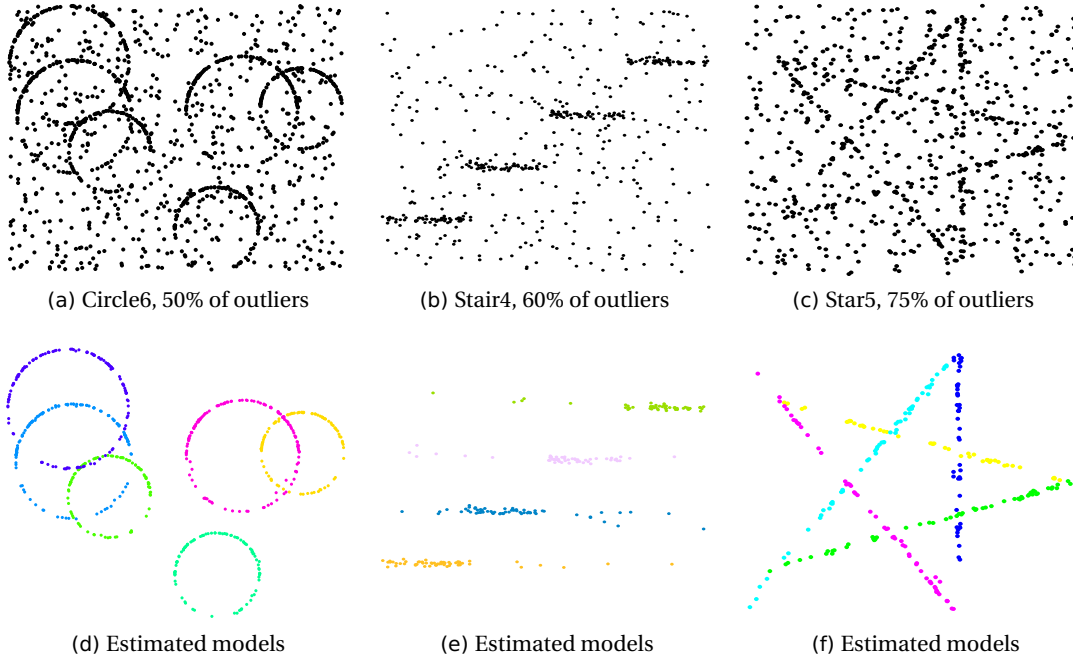 (a) Circle6, 50% of outliers
(b) Stair4, 60% of outliers
(c) Star5, 75% of outliers
(d) Estimated models
(e) Estimated models
(f) Estimated models